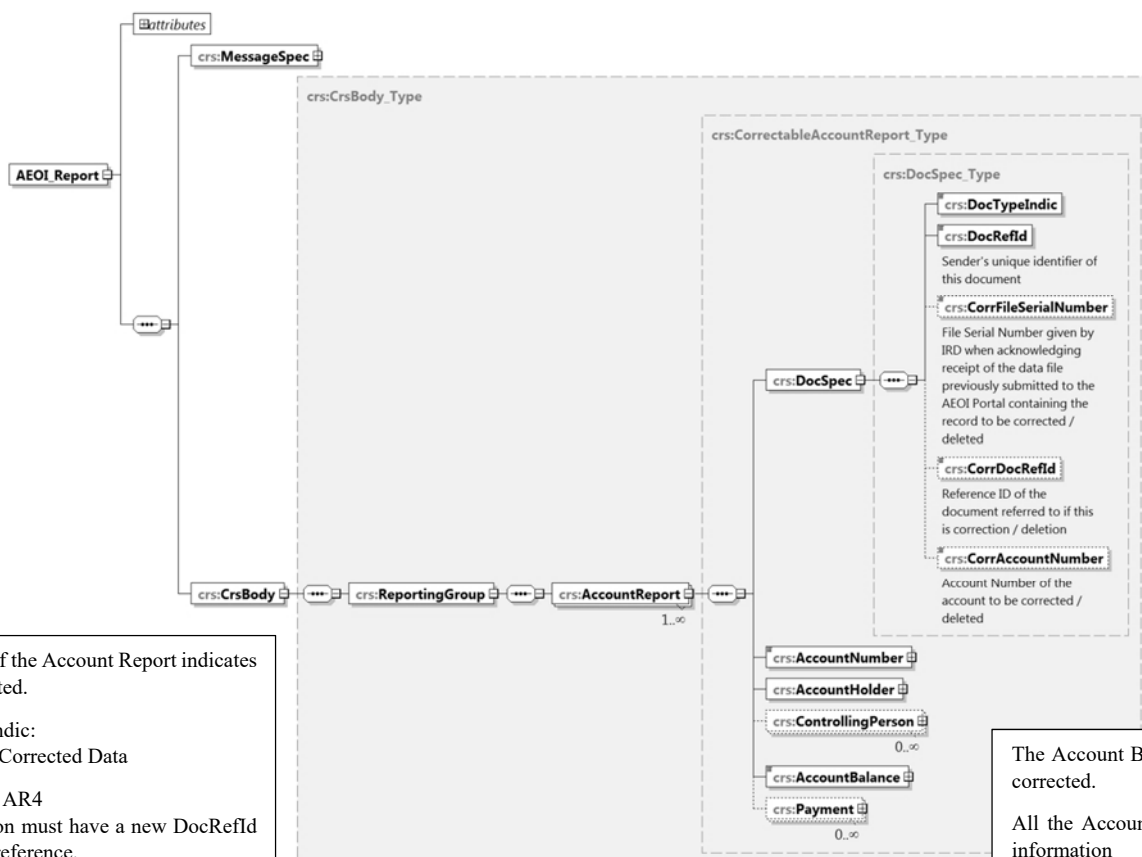 attributes
crs:MessageSpec
crs:CrsBody_Type
crs:CorrectableAccountReport_Type
crs:DocSpec_Type
AEOI_Report
crs:DocTypeIndic
crs:DocRefId
Sender's unique identifier of
this document
crs:CorrFileSerialNumber
File Serial Number given by
IRD when acknowledging
receipt of the data file
previously submitted to the
AEOI Portal containing the
record to be corrected /
deleted
crs:DocSpec
crs:CorrDocRefId
Reference ID of the
document referred to if this
is correction / deletion
crs:CorrAccountNumber
Account Number of the
account to be corrected /
deleted
crs:CrsBody
crs:ReportingGroup
crs:AccountReport
1..∞
crs:AccountNumber
crs:AccountHolder
crs:ControllingPerson
0..∞
crs:AccountBalance
crs:Payment
0..∞
f the Account Report indicates
ted.
ndic:
Corrected Data
AR4
on must have a new DocRefId
reference.
The Account B
corrected.
All the Accoun
information